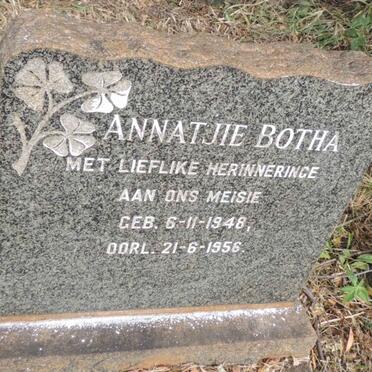 ANNATJIE BOTHA
MET LIEFLIKE HERINNERINGE
AAN ONS MEISIE
GEB. 6-11-1948,
OORL. 21-6-1956.